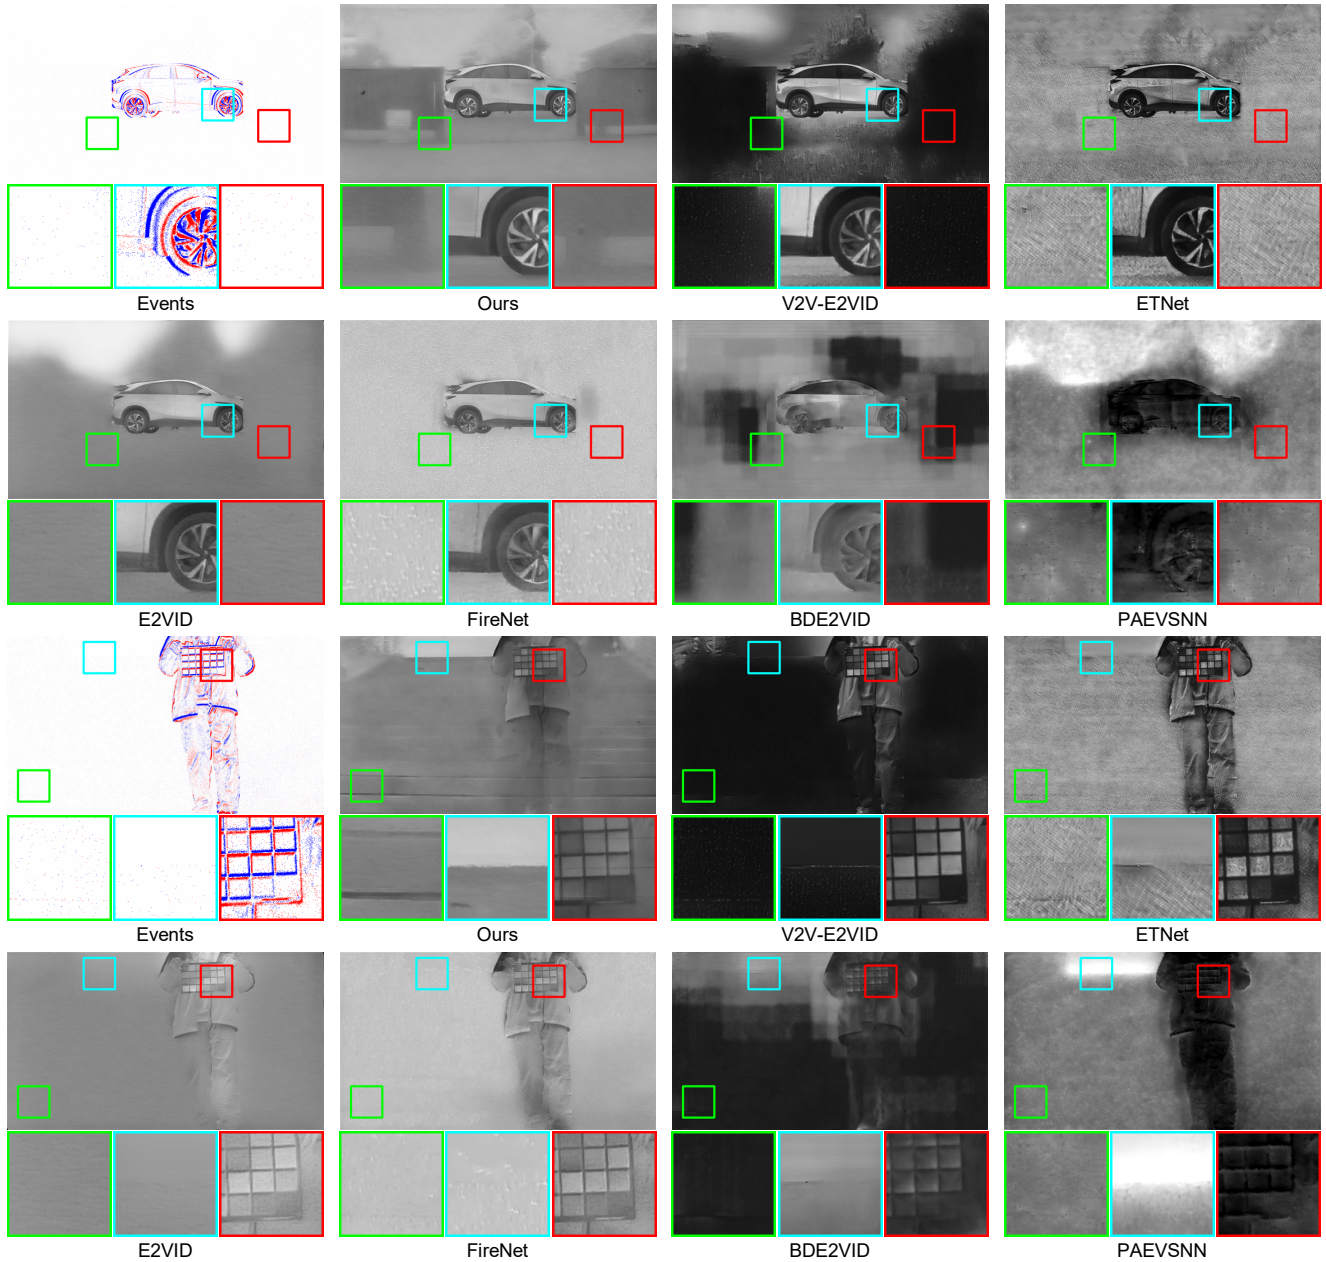 Events
Ours
V2V-E2VID
ETNet
E2VID
FireNet
BDE2VID
PAEVSNN
Events
Ours
V2V-E2VID
ETNet
E2VID
FireNet
BDE2VID
PAEVSNN